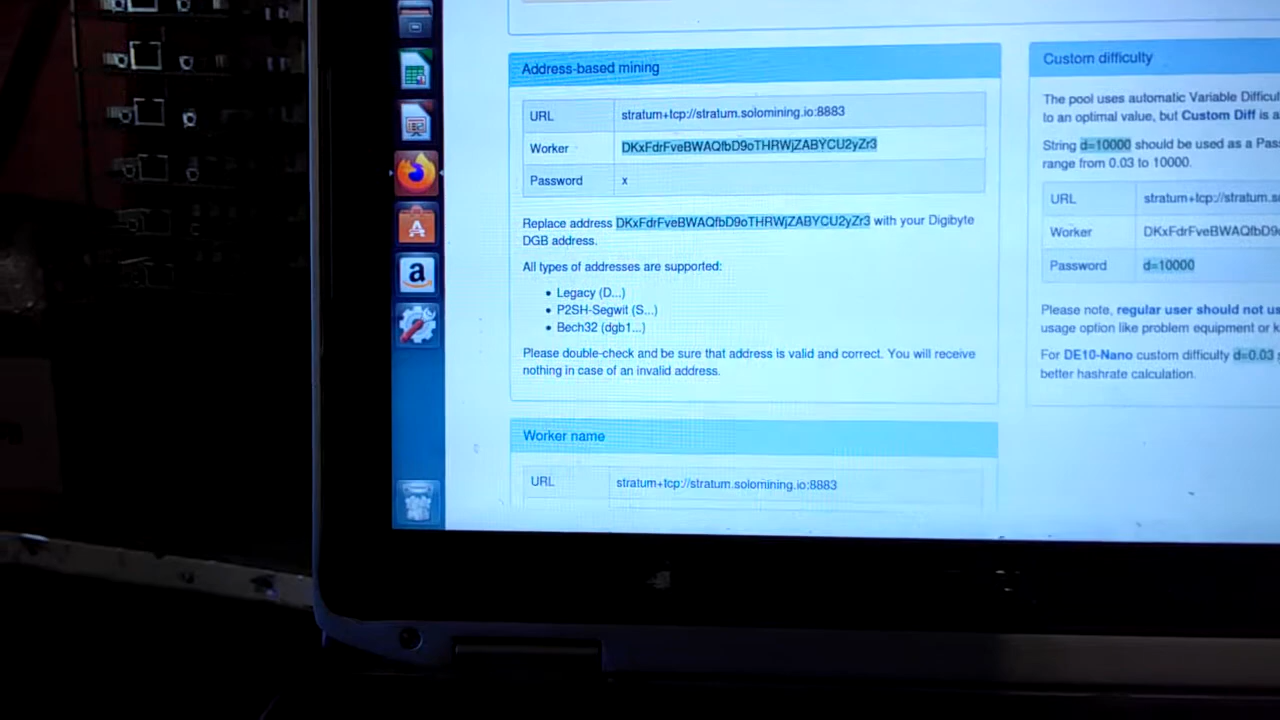 Address-based mining
URL stratum+tcp://stratum.solomining.io:8883
Worker DKxFdrFveBWAQfbD9oTHRWjZABYCU2yZr3
Password x
Replace address DKxFdrFveBWAQfbD9oTHRWjZABYCU2yZr3 with your Digibyte
DGB address.
All types of addresses are supported:
• Legacy (D...)
• P2SH-Segwit (S...)
• Bech32 (dgb1...)
Please double-check and be sure that address is valid and correct. You will receive
nothing in case of an invalid address.
Worker name
URL stratum+tcp://stratum.solomining.io:8883
Custom difficulty
The pool uses automatic Variable Difficul
to an optimal value, but Custom Diff is a
String d=10000 should be used as a Pas
range from 0.03 to 10000.
URL stratum+tcp://stratum.s
Worker DKxFdrFveBWAQfbD9
Password d=10000
Please note, regular user should not us
usage option like problem equipment or
For DE10-Nano custom difficulty d=0.03
better hashrate calculation.
a